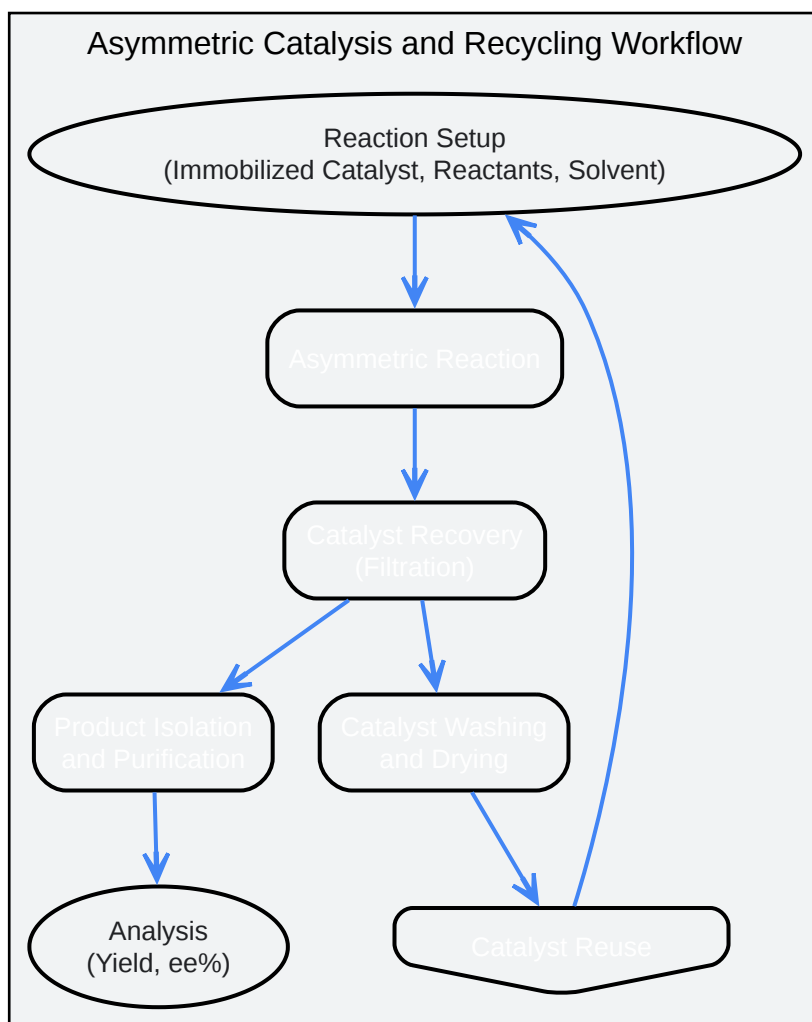 Asymmetric Catalysis and Recycling Workflow
Reaction Setup
(Immobilized Catalyst, Reactants, Solvent)
Asymmetric Reaction
Catalyst Recovery
(Filtration)
Product Isolation
and Purification
Catalyst Washing
and Drying
Analysis
(Yield, ee%)
Catalyst Reuse